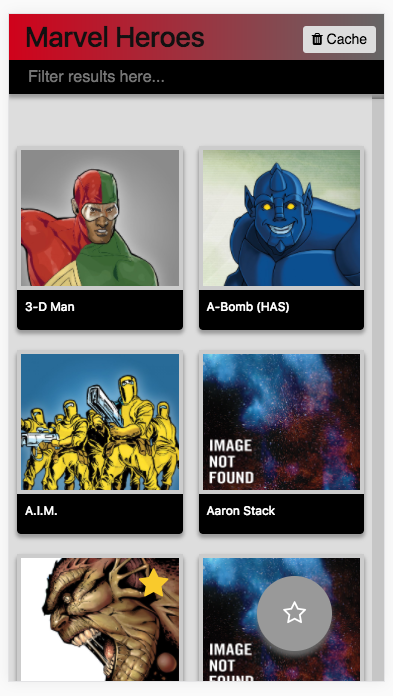 Marvel Heroes
Cache
Filter results here...
3-D Man
A-Bomb (HAS)
IMAGE
NOT
FOUND
A.I.M.
Aaron Stack
IMAGE
NOT
FOUND